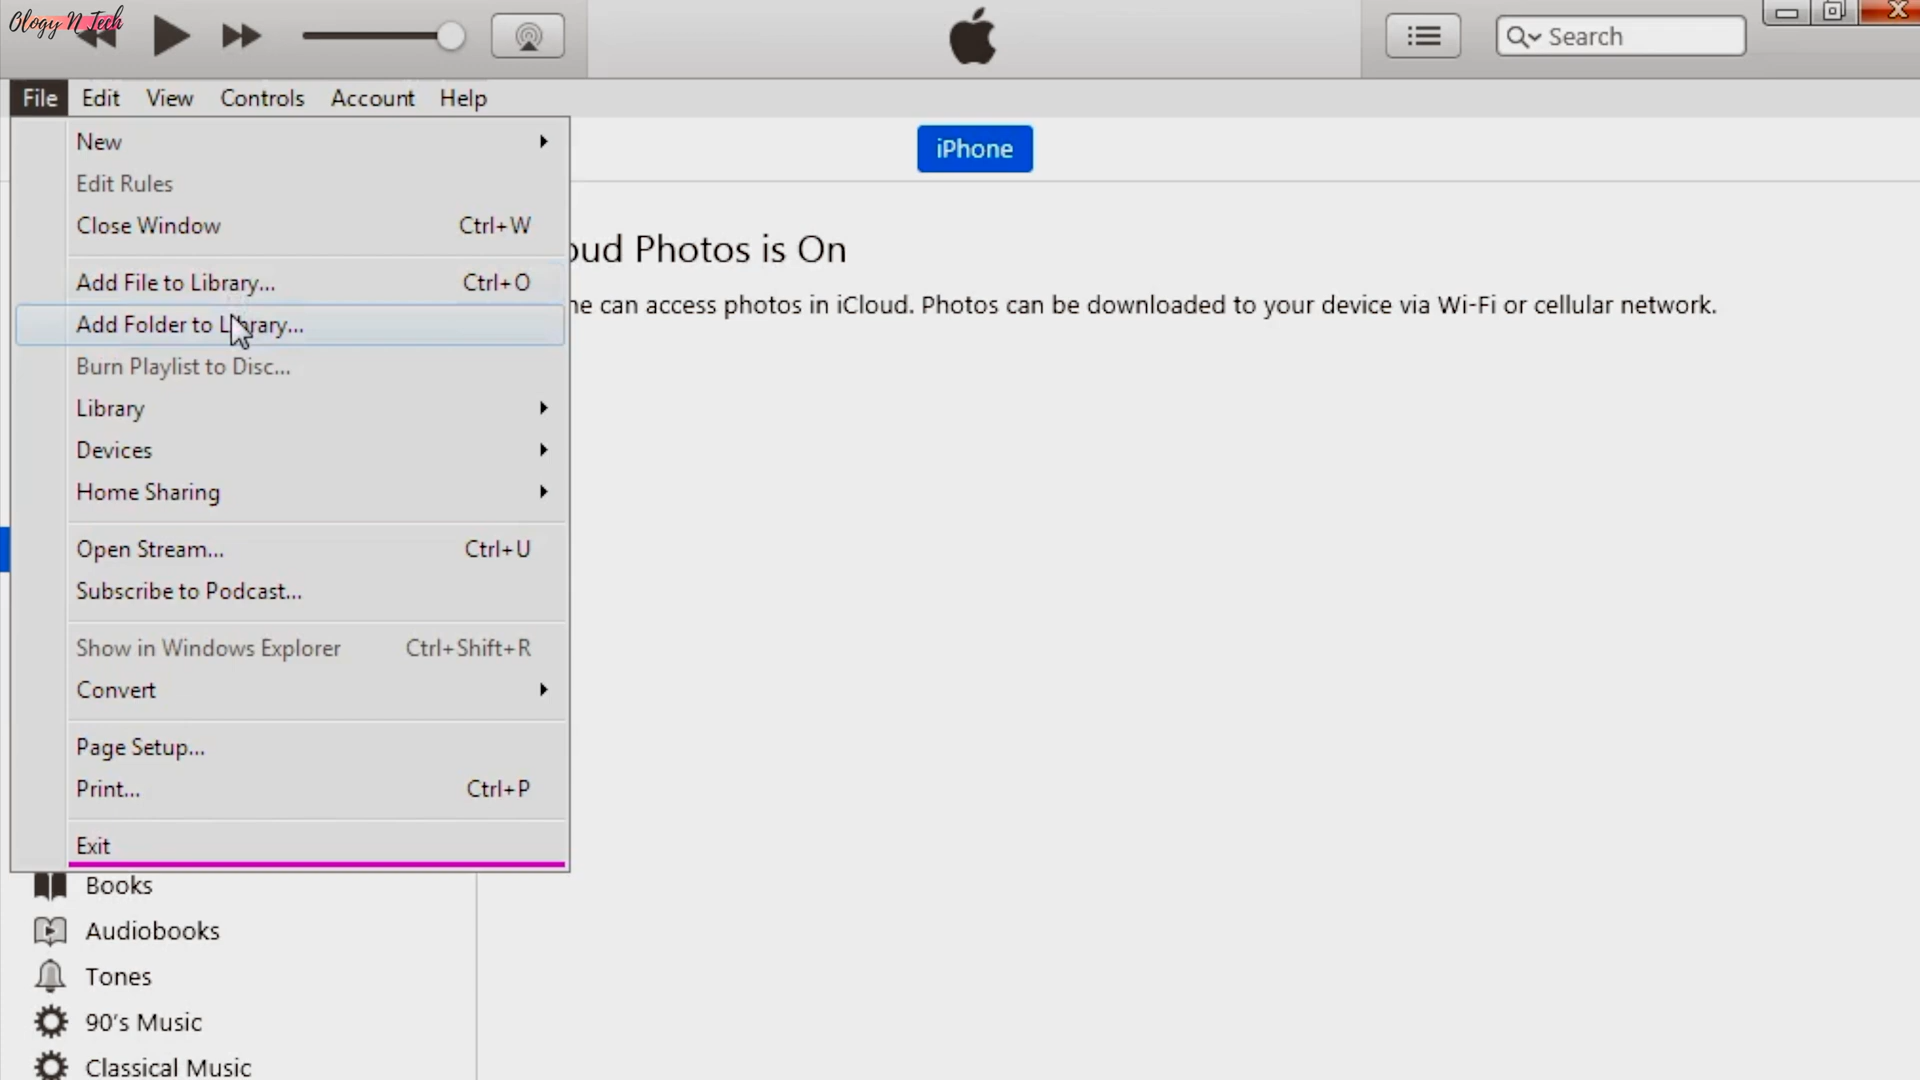 Ology N Tech
Search
File Edit View Controls Account Help
New
iPhone
Edit Rules
Close Window Ctrl+W
oud Photos is On
Add File to Library... Ctrl+O
ne can access photos in iCloud. Photos can be downloaded to your device via Wi-Fi or cellular network.
Add Folder to Library...
Burn Playlist to Disc...
Library
Devices
Home Sharing
Open Stream... Ctrl+U
Subscribe to Podcast...
Show in Windows Explorer Ctrl+Shift+R
Convert
Page Setup...
Print... Ctrl+P
Exit
Books
Audiobooks
Tones
90's Music
Classical Music